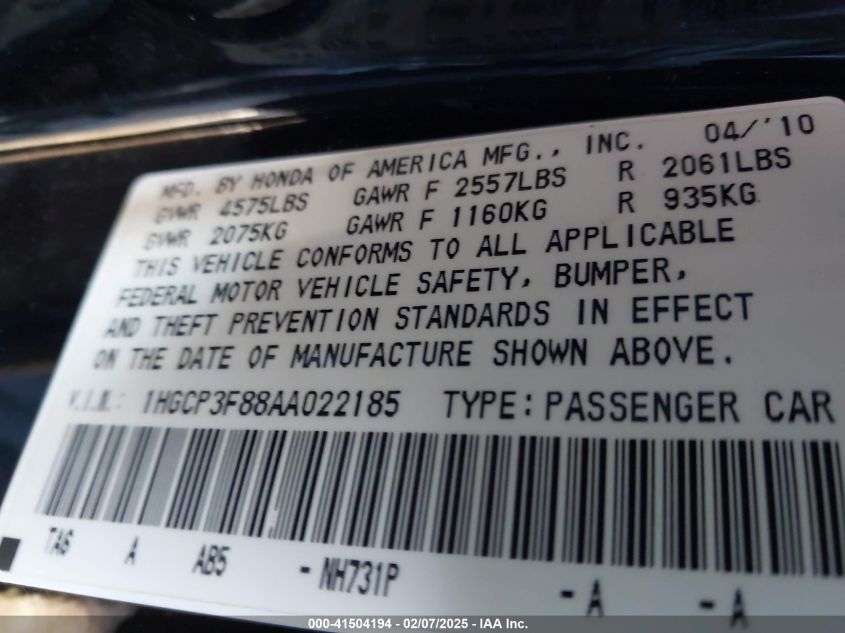 MFD. BY HONDA OF AMERICA MFG., INC. 04/'10
GVWR 4575LBS GAWR F 2557LBS R 2061LBS
GVWR 2075KG GAWR F 1160KG R 935KG
THIS VEHICLE CONFORMS TO ALL APPLICABLE
FEDERAL MOTOR VEHICLE SAFETY, BUMPER,
AND THEFT PREVENTION STANDARDS IN EFFECT
ON THE DATE OF MANUFACTURE SHOWN ABOVE.
V.I.N.: 1HGCP3F88AA022185 TYPE: PASSENGER CAR
TA6 A AB5 - NH731P - A - A
000-41504194 - 02/07/2025 - IAA Inc.